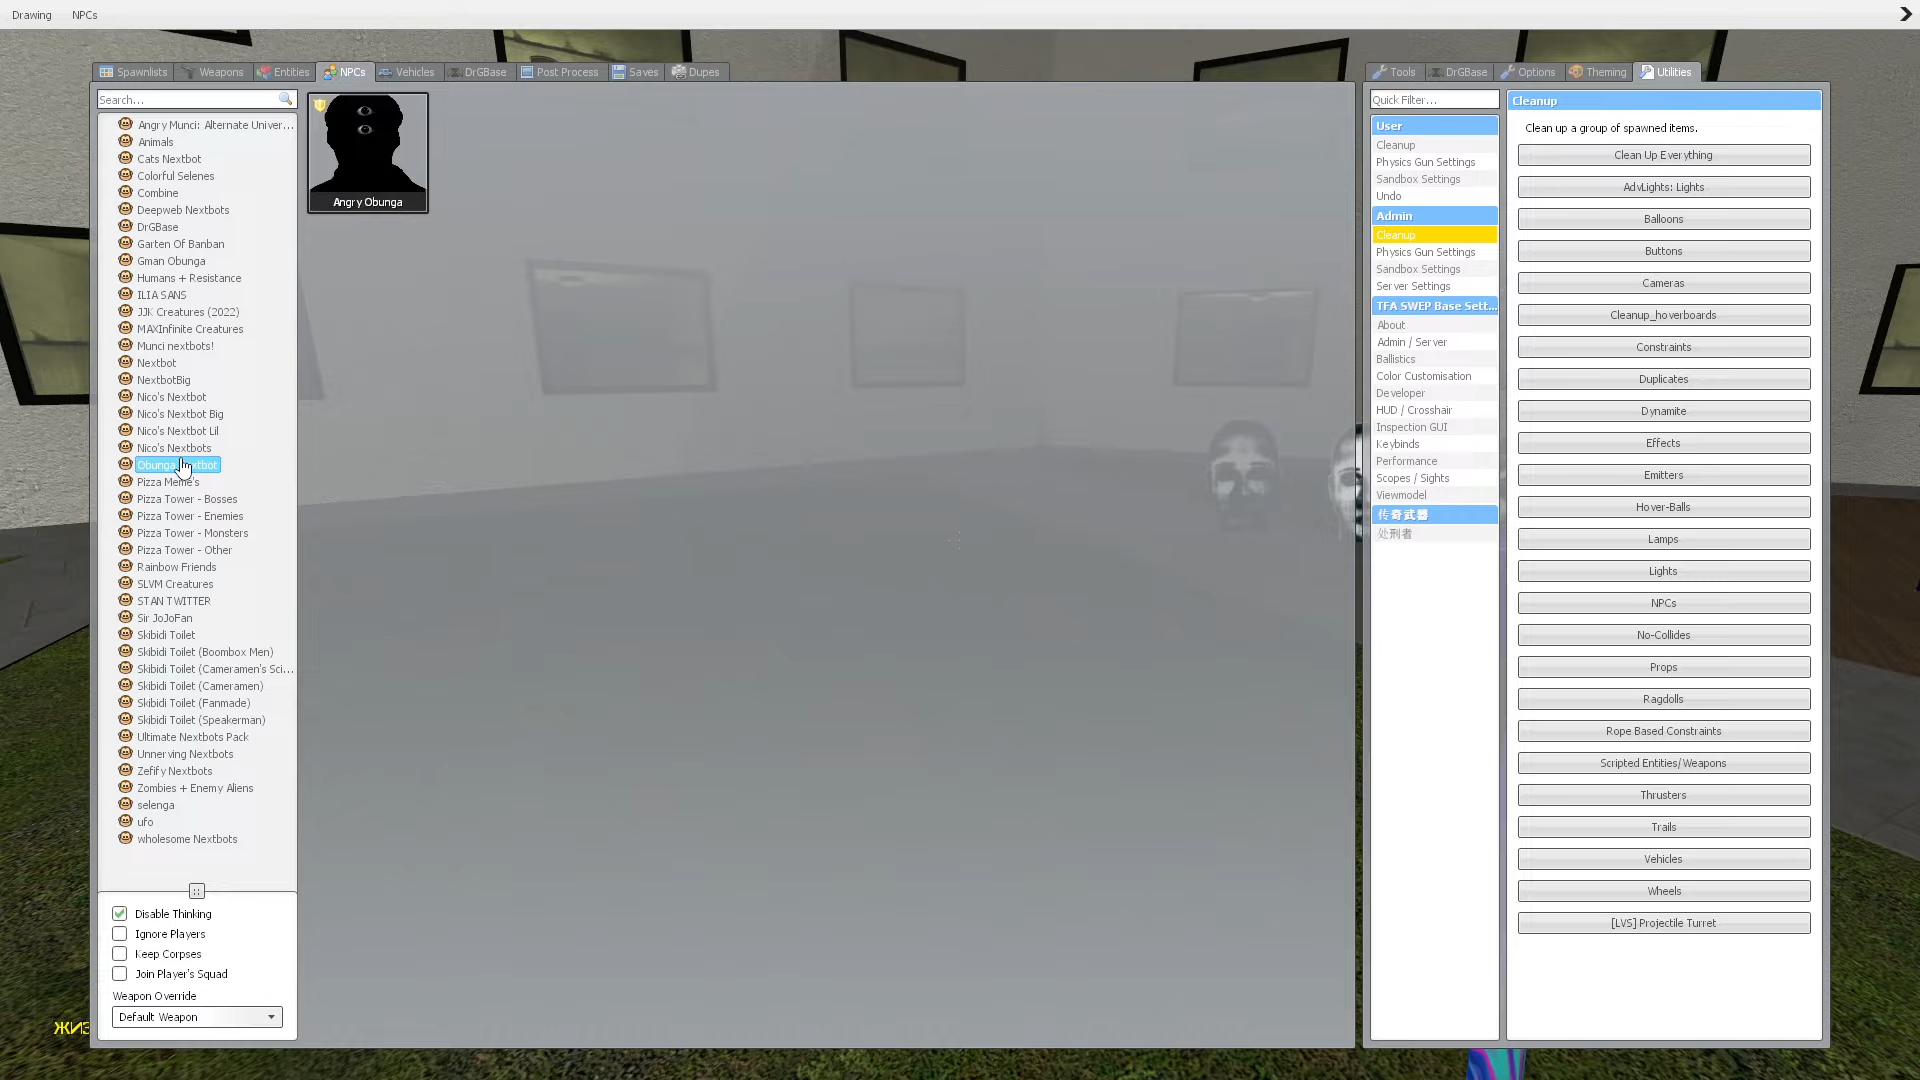 Drawing NPCs
Spawnlists Weapons Entities NPCs Vehicles DrGBase Post Process Saves Dupes
Tools DrGBase Options Theming Utilities
Search...
Angry Munci: Alternate Univer...
Animals
Cats Nextbot
Colorful Selenes
Combine
Deepweb Nextbots
DrGBase
Garten Of Banban
Gman Obunga
Humans + Resistance
ILIA SANS
JJK Creatures (2022)
MAXInfinite Creatures
Munci nextbots!
Nextbot
NextbotBig
Nico's Nextbot
Nico's Nextbot Big
Nico's Nextbot Lil
Nico's Nextbots
Obunga
Pizza Meme's
Pizza Tower - Bosses
Pizza Tower - Enemies
Pizza Tower - Monsters
Pizza Tower - Other
Rainbow Friends
SLVM Creatures
STAN TWITTER
Sir JoJoFan
Skibidi Toilet
Skibidi Toilet (Boombox Men)
Skibidi Toilet (Cameramen's Sci...
Skibidi Toilet (Cameramen)
Skibidi Toilet (Fanmade)
Skibidi Toilet (Speakerman)
Ultimate Nextbots Pack
Unnerving Nextbots
Zefify Nextbots
Zombies + Enemy Aliens
selenga
ufo
wholesome Nextbots
Disable Thinking
Ignore Players
Keep Corpses
Join Player's Squad
Weapon Override
Default Weapon
ЖИЗ
Angry Obunga
Quick Filter...
User
Cleanup
Physics Gun Settings
Sandbox Settings
Undo
Admin
Cleanup
Physics Gun Settings
Sandbox Settings
Server Settings
TFA SWEP Base Sett...
About
Admin / Server
Ballistics
Color Customisation
Developer
HUD / Crosshair
Inspection GUI
Keybinds
Performance
Scopes / Sights
Viewmodel
传奇武器
处刑者
Cleanup
Clean up a group of spawned items.
Clean Up Everything
AdvLights: Lights
Balloons
Buttons
Cameras
Cleanup_hoverboards
Constraints
Duplicates
Dynamite
Effects
Emitters
Hover-Balls
Lamps
Lights
NPCs
No-Collides
Props
Ragdolls
Rope Based Constraints
Scripted Entities/Weapons
Thrusters
Trails
Vehicles
Wheels
[LVS] Projectile Turret